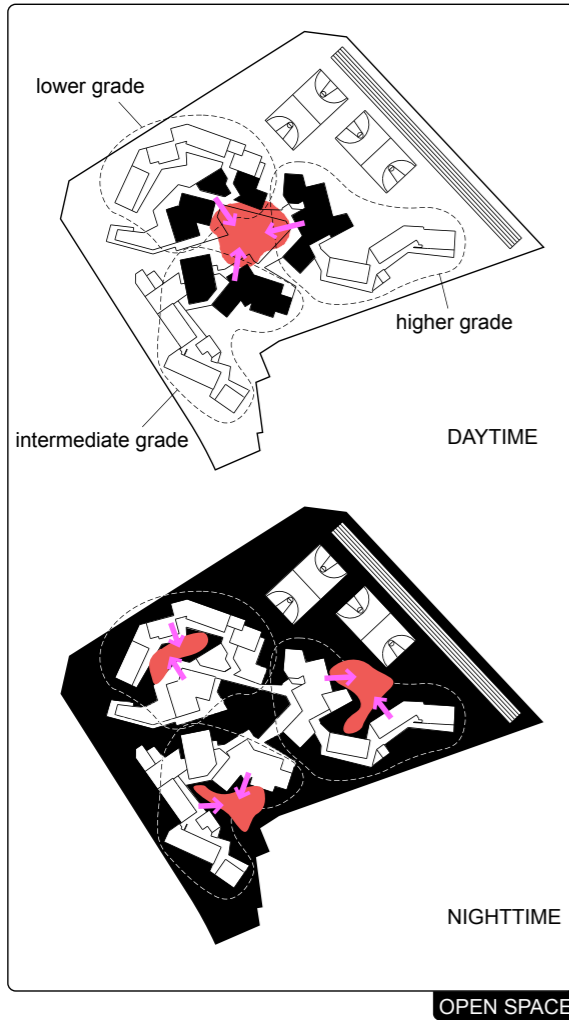 lower grade
higher grade
intermediate grade
DAYTIME
NIGHTTIME
OPEN SPACE